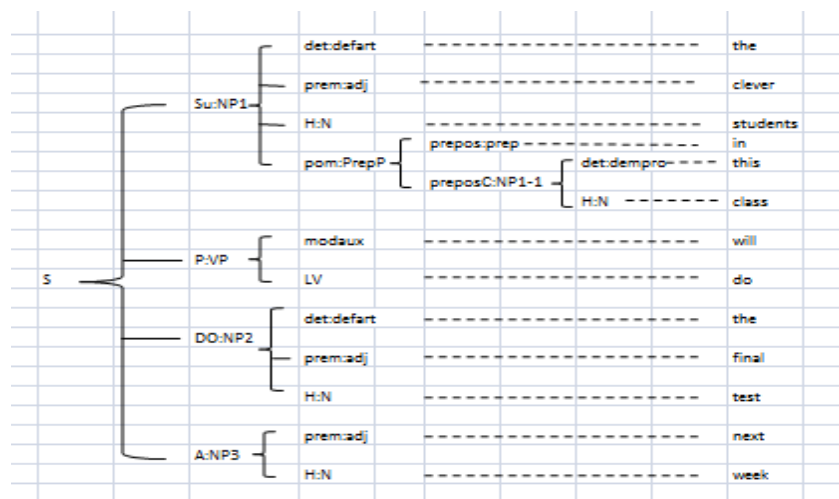 det:defart the
prem:adj clever
Su:NP1
H:N students
prepos:prep in
pom:PrepP det:dempro this
preposC:NP1-1
H:N class
modaux will
P:VP
S LV do
det:defart the
DO:NP2
prem:adj final
H:N test
prem:adj next
A:NP3
H:N week